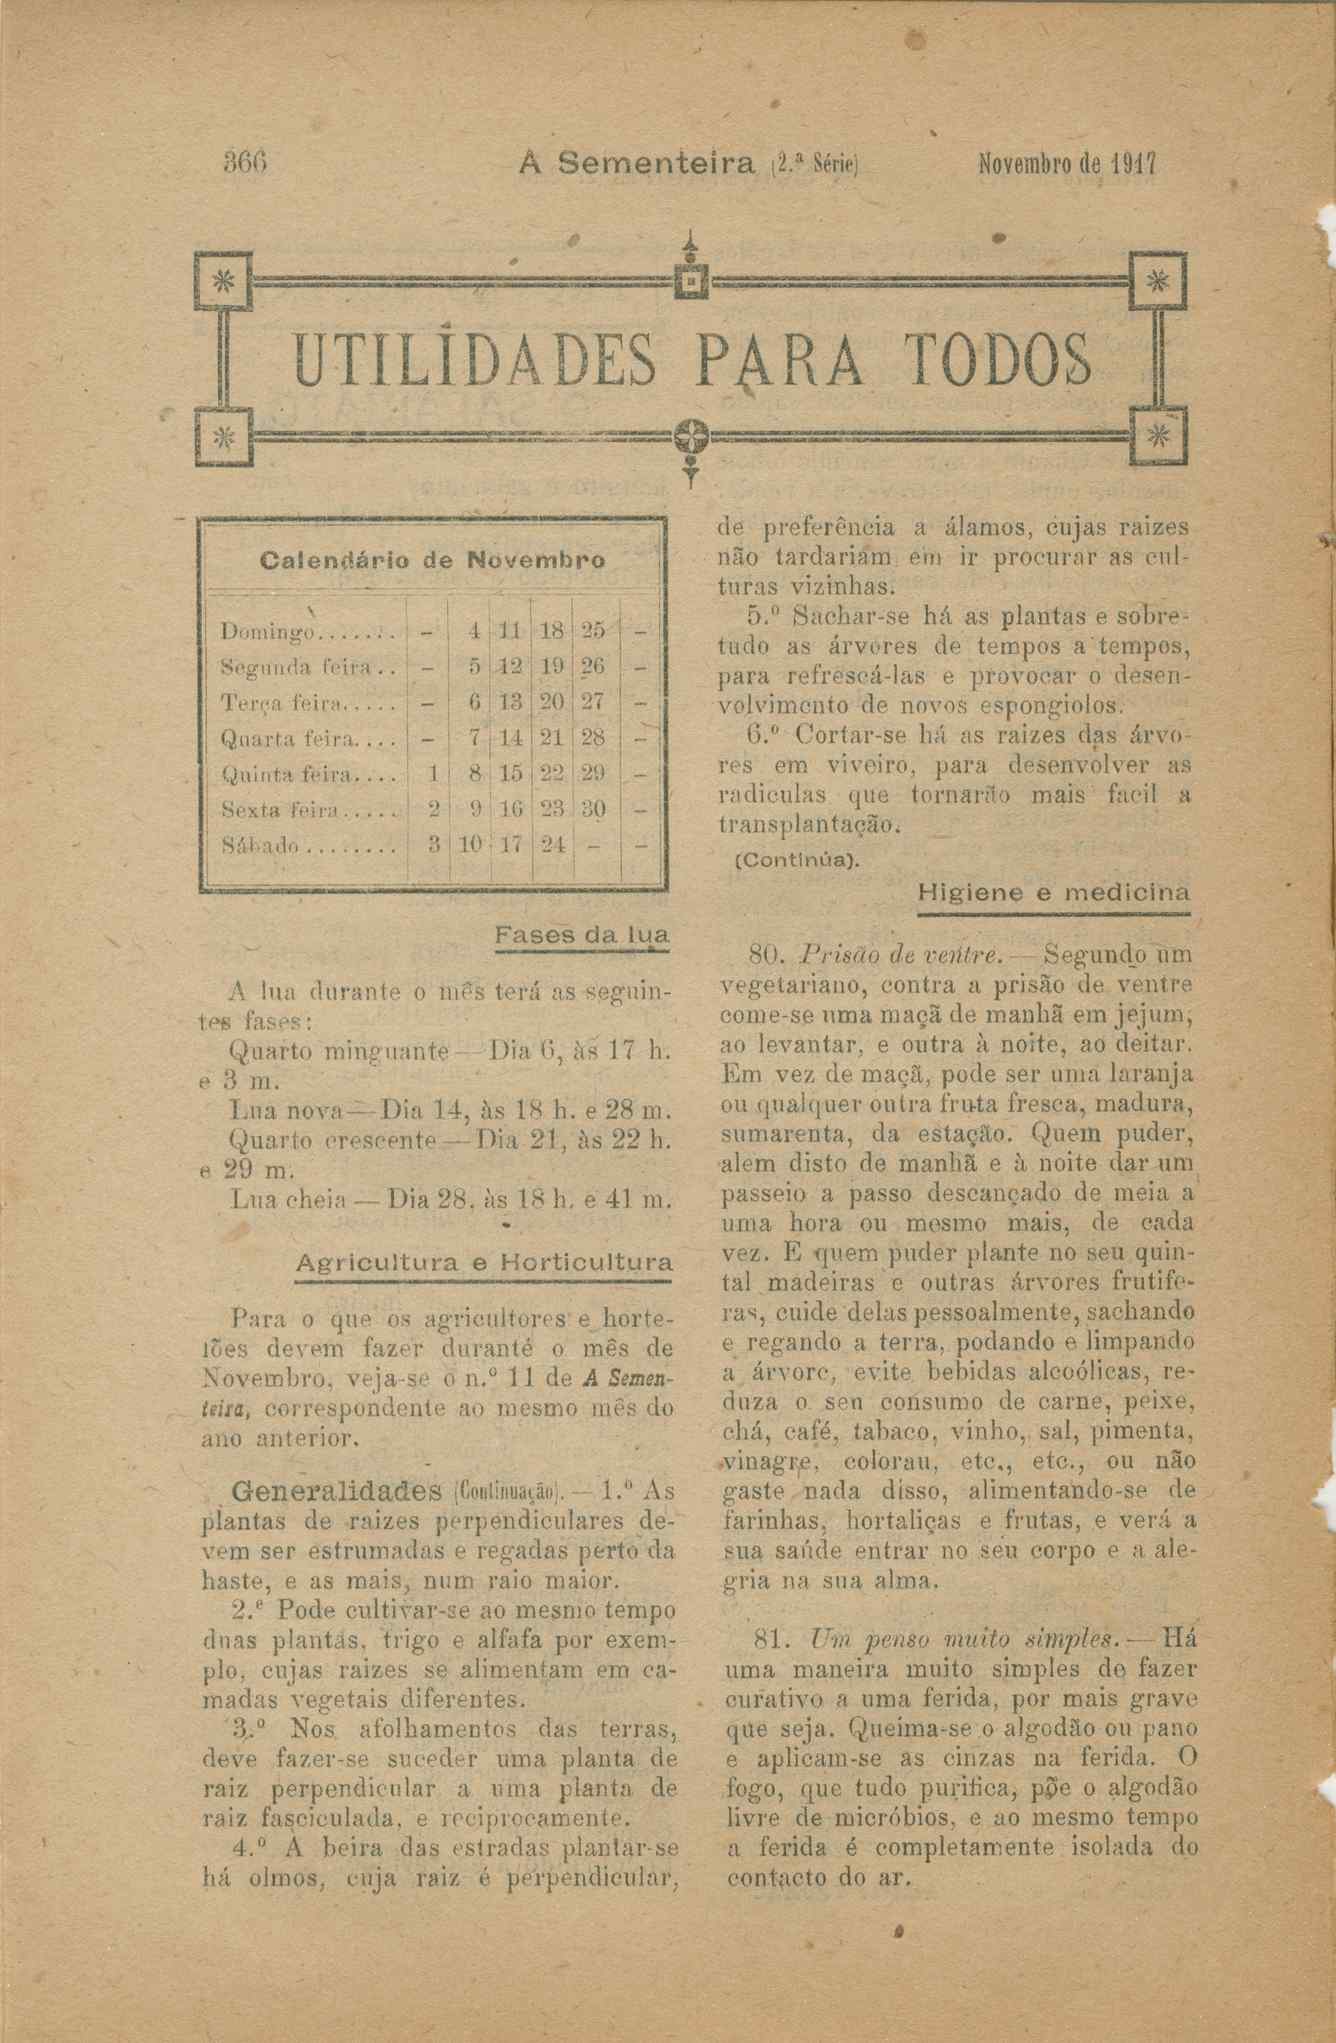 366
A Sementeira (2.ª Série)
Novembro de 1917
UTILIDADES PARA TODOS
Calendário de Novembro
Domingo....... – 4 11 18 25 –
Segunda feira.. – 5 12 19 26 –
Terça feira..... – 6 13 20 27 –
Quarta feira.... – 7 14 21 28 –
Quinta feira.... 1 8 15 22 29 –
Sexta feira..... 2 9 16 23 30 –
Sábado........ 3 10 17 24 – –
Fases da lua
A lua durante o mês terá as seguin-
tes fases:
Quarto minguante — Dia 6, às 17 h.
e 3 m.
Lua nova — Dia 14, às 18 h. e 28 m.
Quarto crescente — Dia 21, às 22 h.
e 29 m.
Lua cheia — Dia 28, às 18 h. e 41 m.
Agricultura e Horticultura
Para o que os agricultores e horte-
lões devem fazer durante o mês de
Novembro, veja-se o n.º 11 de A Semen-
teira, correspondente ao mesmo mês do
ano anterior.
Generalidades (Continuação). — 1.º As
plantas de raizes perpendiculares de-
vem ser estrumadas e regadas perto da
haste, e as mais, num raio maior.
2.º Pode cultivar-se ao mesmo tempo
duas plantas, trigo e alfafa por exem-
plo, cujas raizes se alimentam em ca-
madas vegetais diferentes.
3.º Nos afolhamentos das terras,
deve fazer-se suceder uma planta de
raiz perpendicular a uma planta de
raiz fasciculada, e reciprocamente.
4.º A beira das estradas plantar-se
há olmos, cuja raiz é perpendicular,
de preferência a álamos, cujas raizes
não tardariam em ir procurar as cul-
turas vizinhas.
5.º Sachar-se há as plantas e sobre-
tudo as árvores de tempos a tempos,
para refrescá-las e provocar o desen-
volvimento de novos espongiolos.
6.º Cortar-se há as raizes das árvo-
res em viveiro, para desenvolver as
radiculas que tornarão mais facil a
transplantação.
(Continúa).
Higiene e medicina
80. Prisão de ventre. — Segundo um
vegetariano, contra a prisão de ventre
come-se uma maçã de manhã em jejum,
ao levantar, e outra à noite, ao deitar.
Em vez de maçã, pode ser uma laranja
ou qualquer outra fruta fresca, madura,
sumarenta, da estação. Quem puder,
alem disto de manhã e à noite dar um
passeio a passo descançado de meia a
uma hora ou mesmo mais, de cada
vez. E quem puder plante no seu quin-
tal madeiras e outras árvores frutife-
ras, cuide delas pessoalmente, sachando
e regando a terra, podando e limpando
a árvore, evite bebidas alcoólicas, re-
duza o seu consumo de carne, peixe,
chá, café, tabaco, vinho, sal, pimenta,
vinagre, colorau, etc., etc., ou não
gaste nada disso, alimentando-se de
farinhas, hortaliças e frutas, e verá a
sua saúde entrar no seu corpo e a ale-
gria na sua alma.
81. Um penso muito simples. — Há
uma maneira muito simples de fazer
curativo a uma ferida, por mais grave
que seja. Queima-se o algodão ou pano
e aplicam-se as cinzas na ferida. O
fogo, que tudo purifica, põe o algodão
livre de micróbios, e ao mesmo tempo
a ferida é completamente isolada do
contacto do ar.